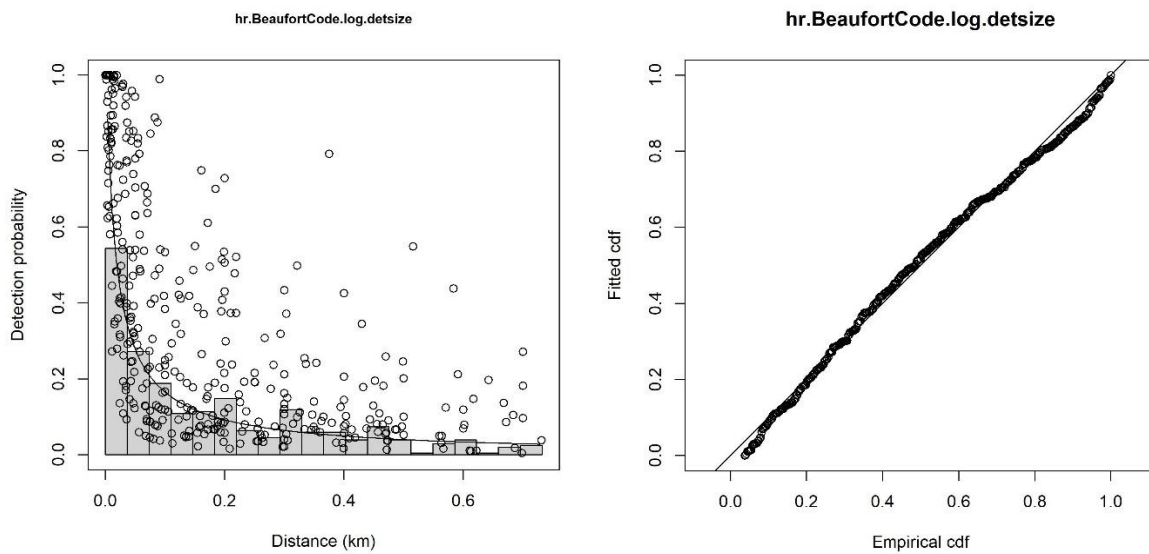 hr.BeaufortCode.log.detsize
Detection probability
1.0
0.8
0.6
0.4
0.2
0.0
0.0 0.2 0.4 0.6
Distance (km)
hr.BeaufortCode.log.detsize
Fitted cdf
1.0
0.8
0.6
0.4
0.2
0.0
0.0 0.2 0.4 0.6 0.8 1.0
Empirical cdf